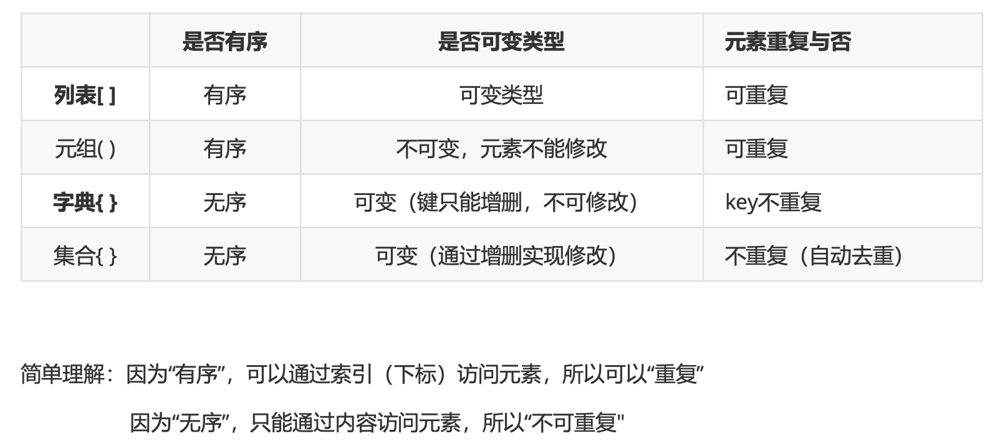 是否有序 是否可变类型 元素重复与否
列表[ ] 有序 可变类型 可重复
元组( ) 有序 不可变，元素不能修改 可重复
字典{ } 无序 可变（键只能增删，不可修改） key不重复
集合{ } 无序 可变（通过增删实现修改） 不重复（自动去重）
简单理解：因为“有序”，可以通过索引（下标）访问元素，所以可以“重复”
因为“无序”，只能通过内容访问元素，所以“不可重复"